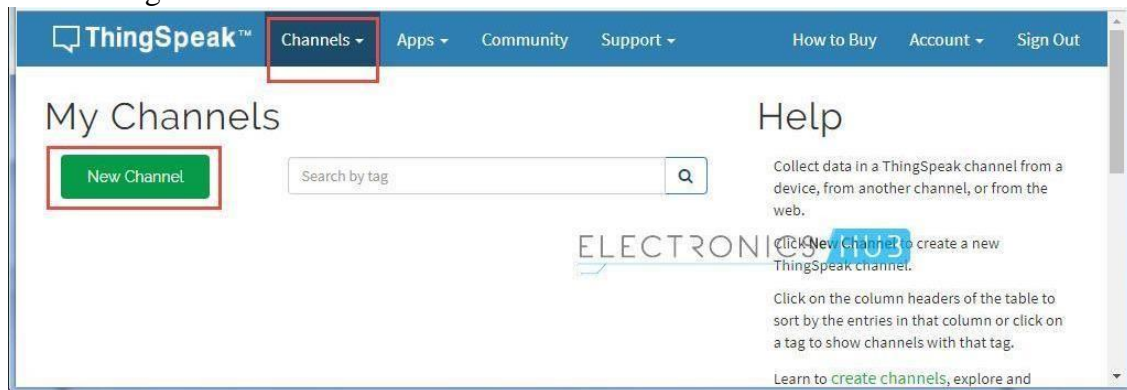 ThingSpeak™ Channels Apps Community Support How to Buy Account Sign Out
My Channels
New Channel
Search by tag
Help
Collect data in a ThingSpeak channel from a
device, from another channel, or from the
web.
Click New Channel to create a new
ThingSpeak channel.
Click on the column headers of the table to
sort by the entries in that column or click on
a tag to show channels with that tag.
Learn to create channels, explore and
ELECTRONICS HUB